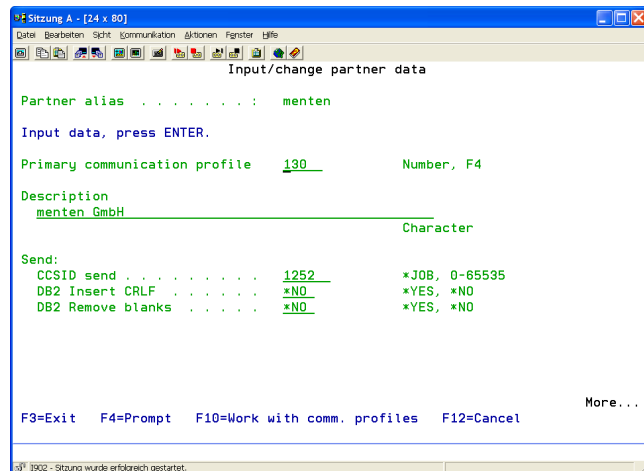 Sitzung A - [24 x 80]
Datei Bearbeiten Sicht Kommunikation Aktionen Fenster Hilfe
Input/change partner data
Partner alias . . . . . . . : menten
Input data, press ENTER.
Primary communication profile 130 Number, F4
Description
menten GmbH
Character
Send:
CCSID send . . . . . . . . . 1252 *JOB, 0-65535
DB2 Insert CRLF . . . . . . *NO *YES, *NO
DB2 Remove blanks . . . . . *NO *YES, *NO
More...
F3=Exit F4=Prompt F10=Work with comm. profiles F12=Cancel
I902 - Sitzung wurde erfolgreich gestartet.